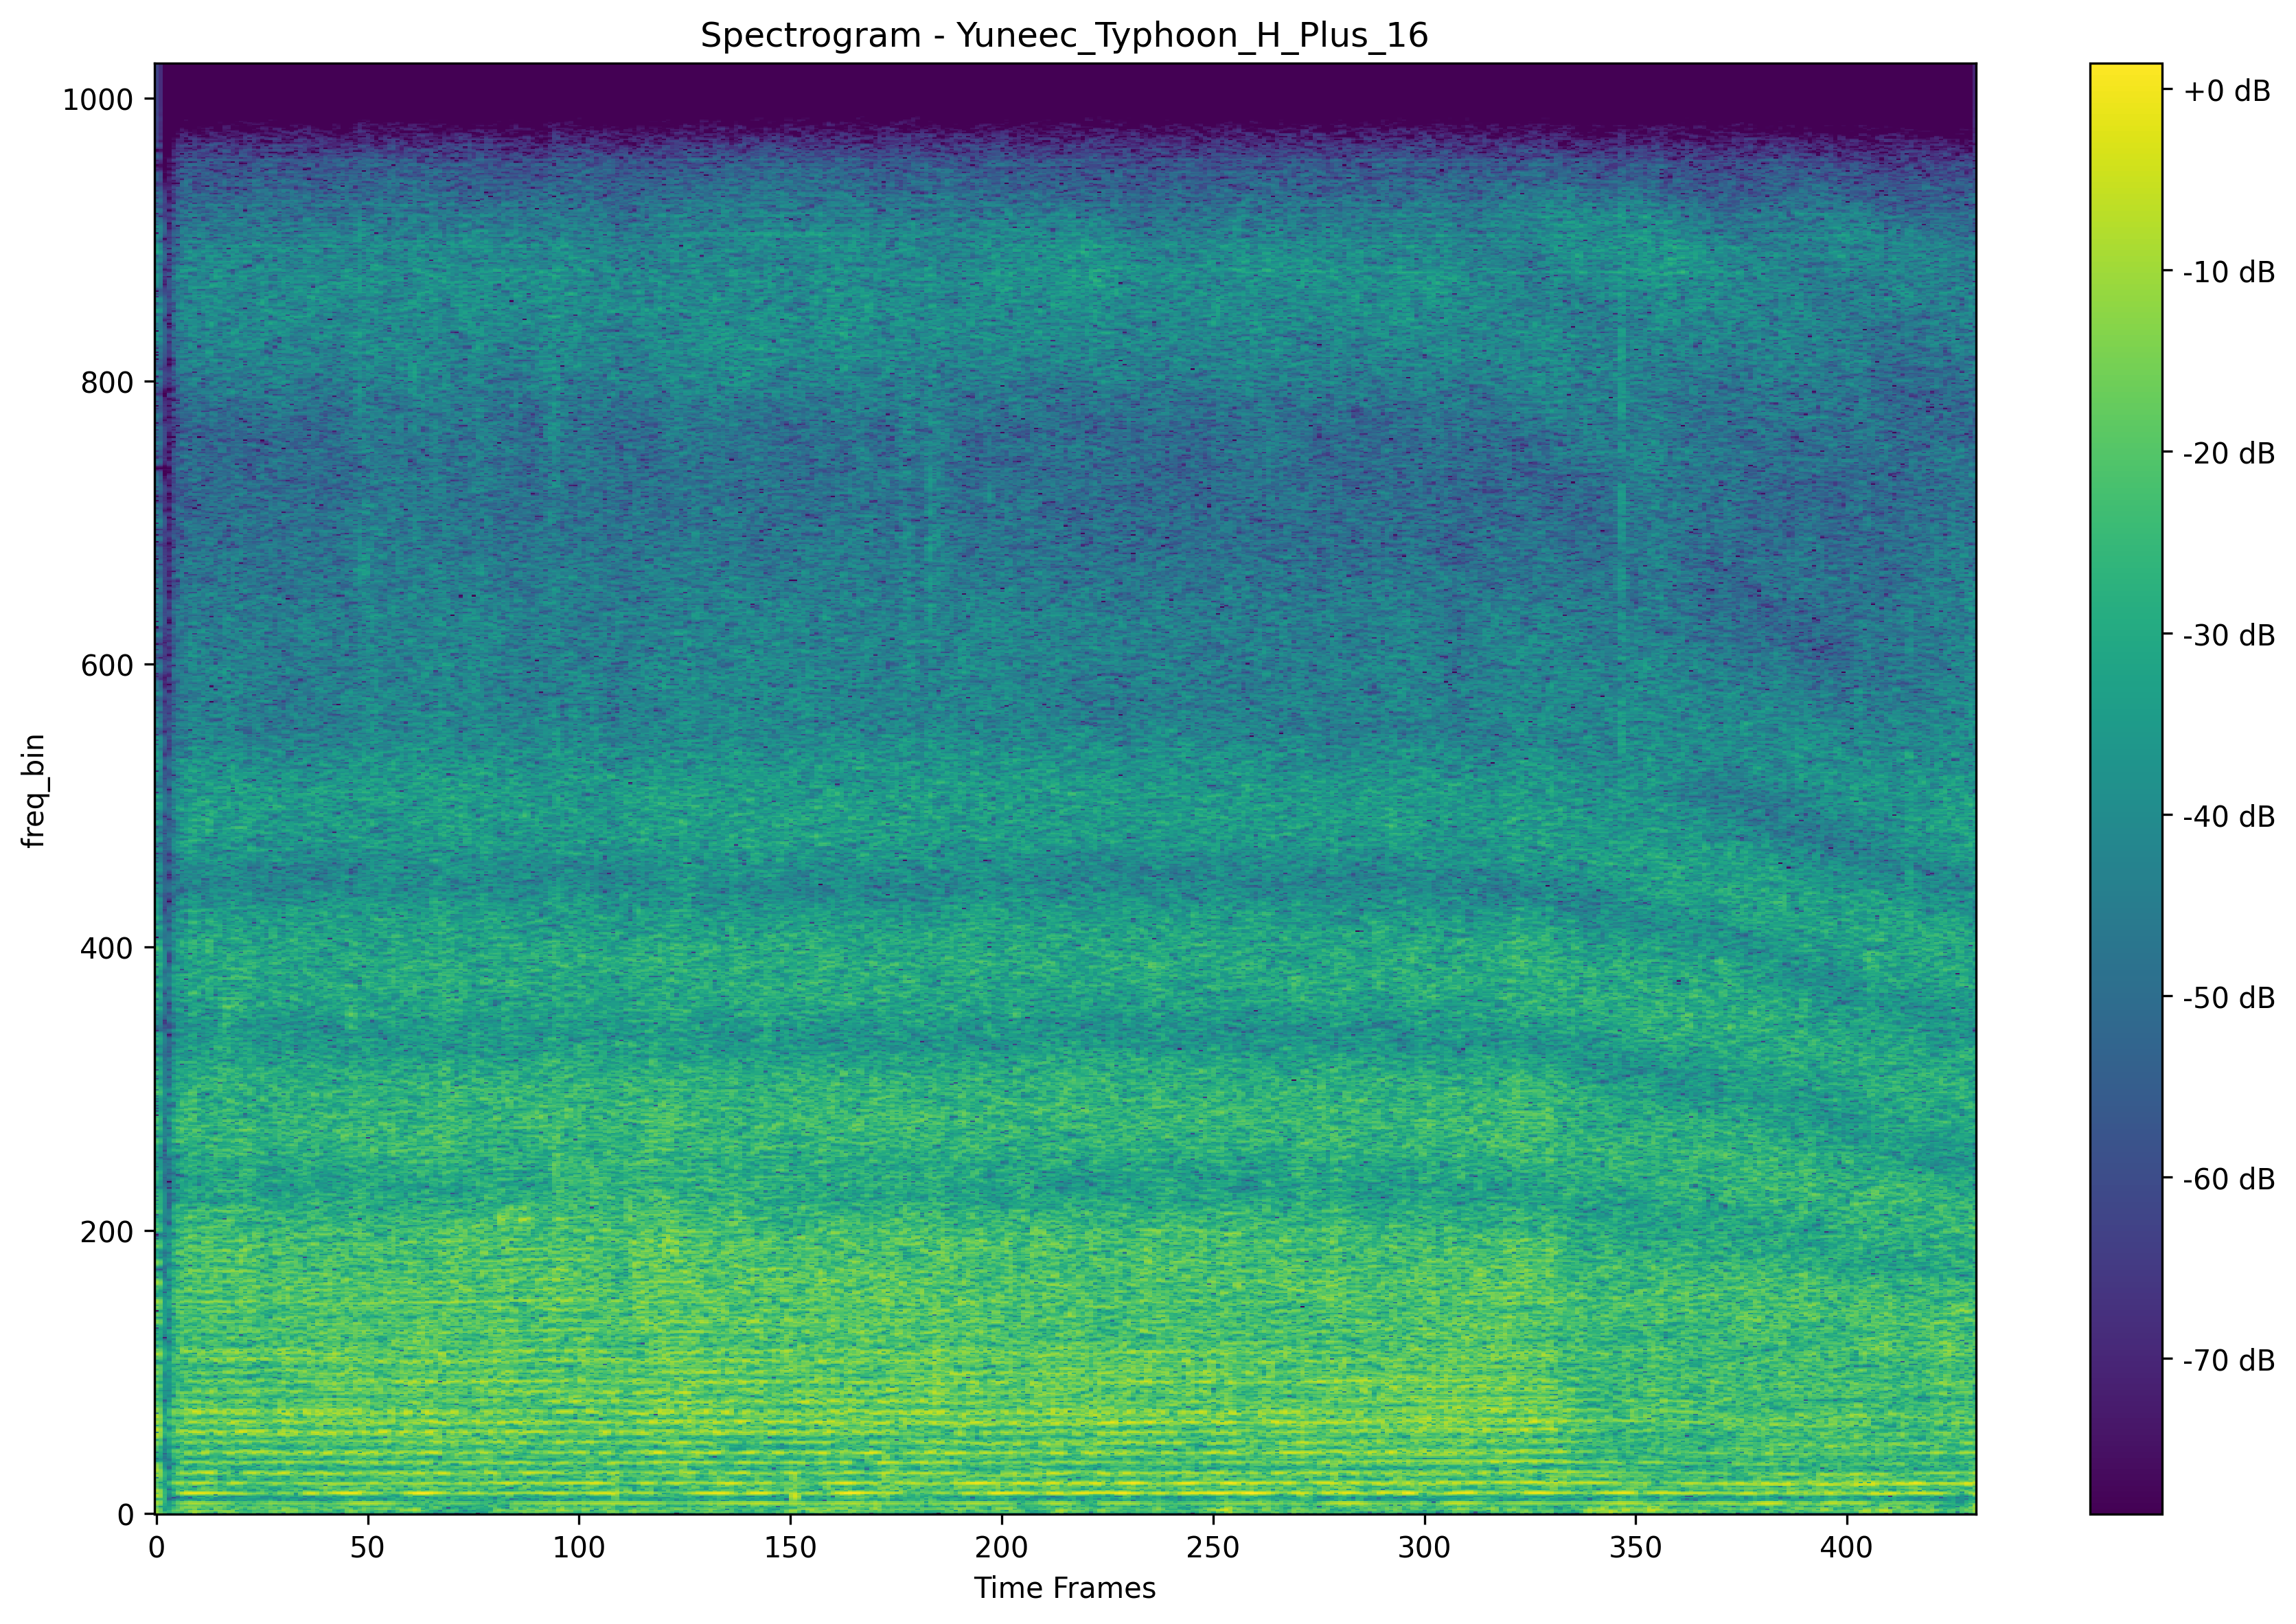 Spectrogram - Yuneec_Typhoon_H_Plus_16
1000
800
600
400
200
0
freq_bin
0 50 100 150 200 250 300 350 400
Time Frames
+0 dB
-10 dB
-20 dB
-30 dB
-40 dB
-50 dB
-60 dB
-70 dB